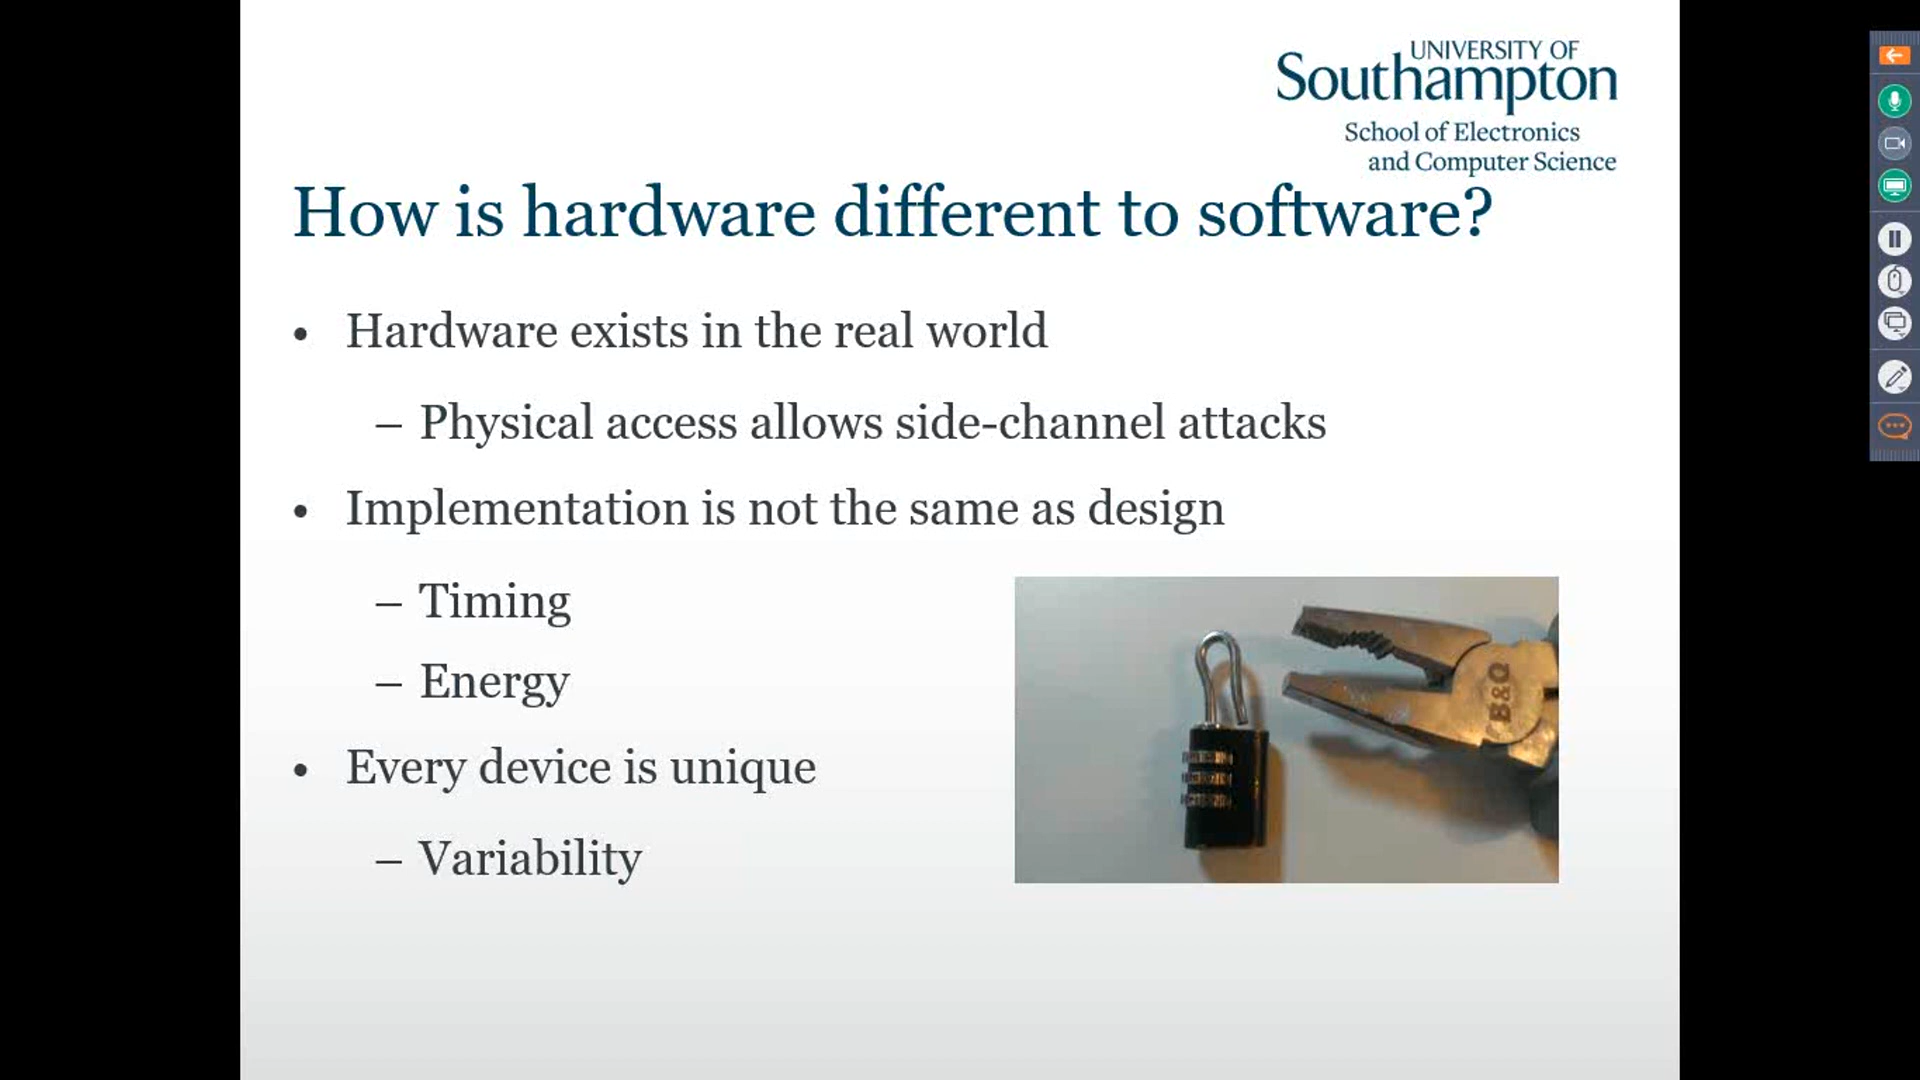 UNIVERSITY OF
Southampton
School of Electronics
and Computer Science
How is hardware different to software?
• Hardware exists in the real world
– Physical access allows side-channel attacks
• Implementation is not the same as design
– Timing
– Energy
• Every device is unique
– Variability
B&Q